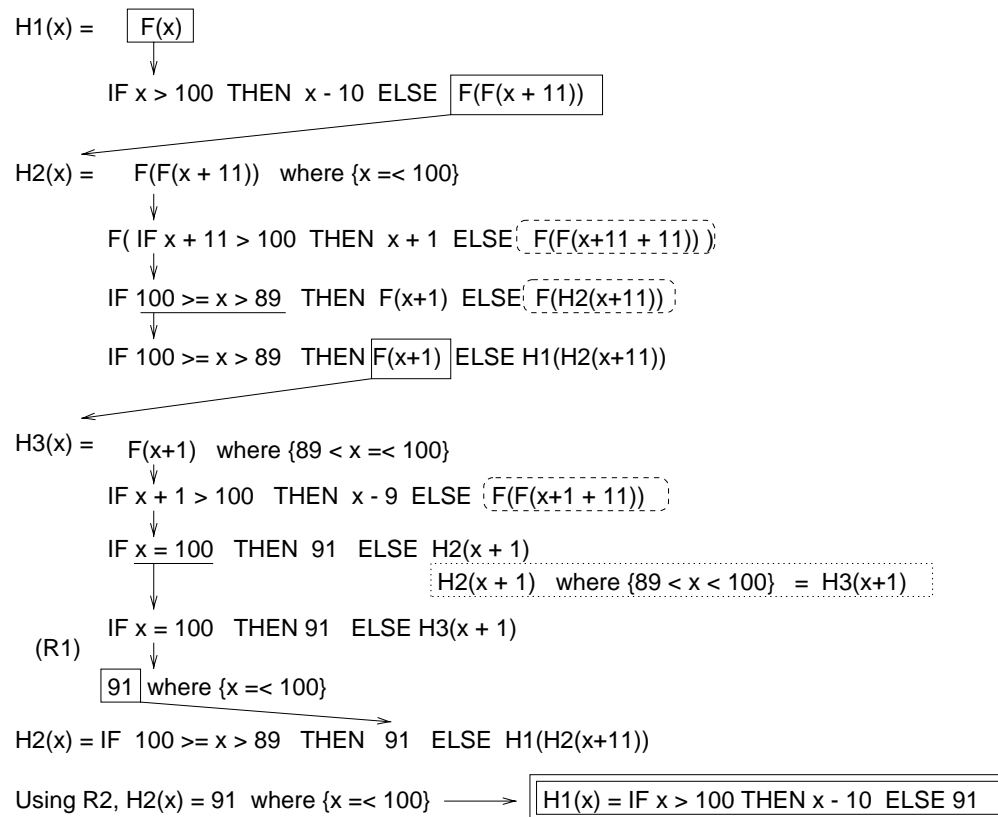 H1(x) = F(x)
IF x > 100 THEN x - 10 ELSE F(F(x + 11))
H2(x) = F(F(x + 11)) where {x =< 100}
F( IF x + 11 > 100 THEN x + 1 ELSE F(F(x+11 + 11)) )
IF 100 >= x > 89 THEN F(x+1) ELSE F(H2(x+11))
IF 100 >= x > 89 THEN F(x+1) ELSE H1(H2(x+11))
H3(x) = F(x+1) where {89 < x =< 100}
IF x + 1 > 100 THEN x - 9 ELSE F(F(x+1 + 11))
IF x = 100 THEN 91 ELSE H2(x + 1)
H2(x + 1) where {89 < x < 100} = H3(x+1)
IF x = 100 THEN 91 ELSE H3(x + 1)
(R1)
91 where {x =< 100}
H2(x) = IF 100 >= x > 89 THEN 91 ELSE H1(H2(x+11))
Using R2, H2(x) = 91 where {x =< 100} H1(x) = IF x > 100 THEN x - 10 ELSE 91